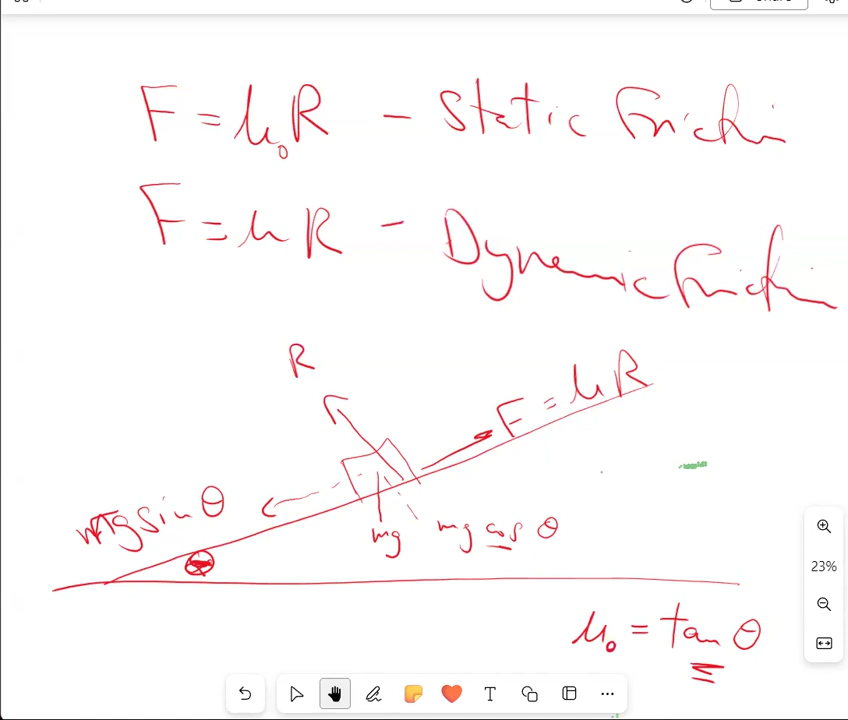 F = μ₀R - Static Friction
F = μR - Dynamic Friction
R
F = μR
mg sin θ
mg
mg cos θ
θ
μ₀ = tan θ
23%
T